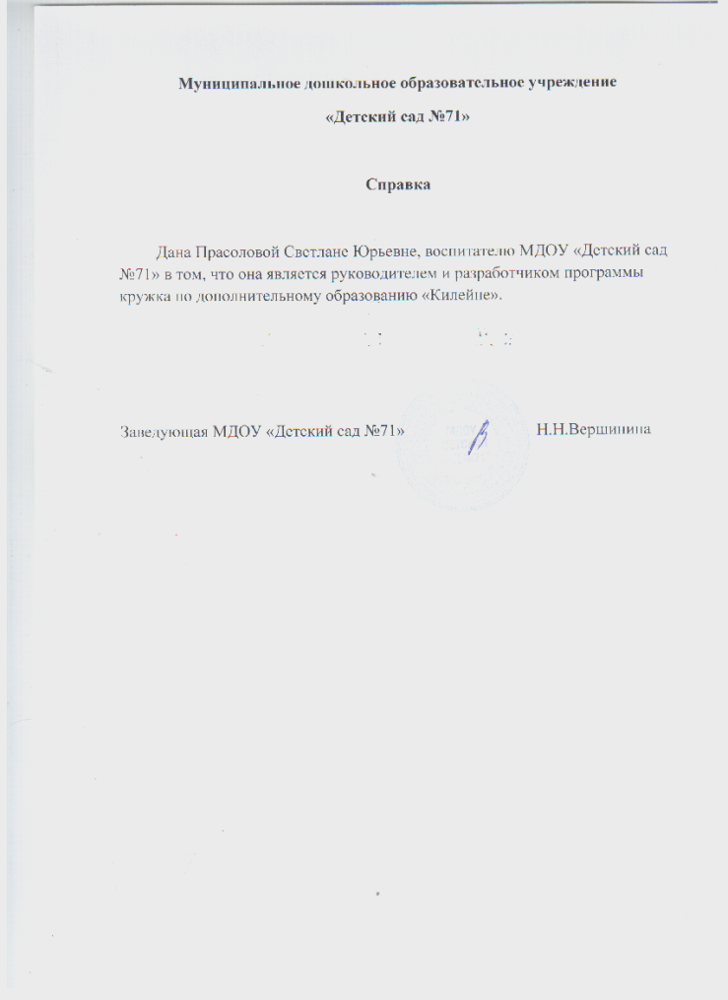 Муниципальное дошкольное образовательное учреждение
«Детский сад №71»
Справка
Дана Прасоловой Светлане Юрьевне, воспитателю МДОУ «Детский сад
№71» в том, что она является руководителем и разработчиком программы
кружка по дополнительному образованию «Килейне».
Заведующая МДОУ «Детский сад №71» Н.Н.Вершинина